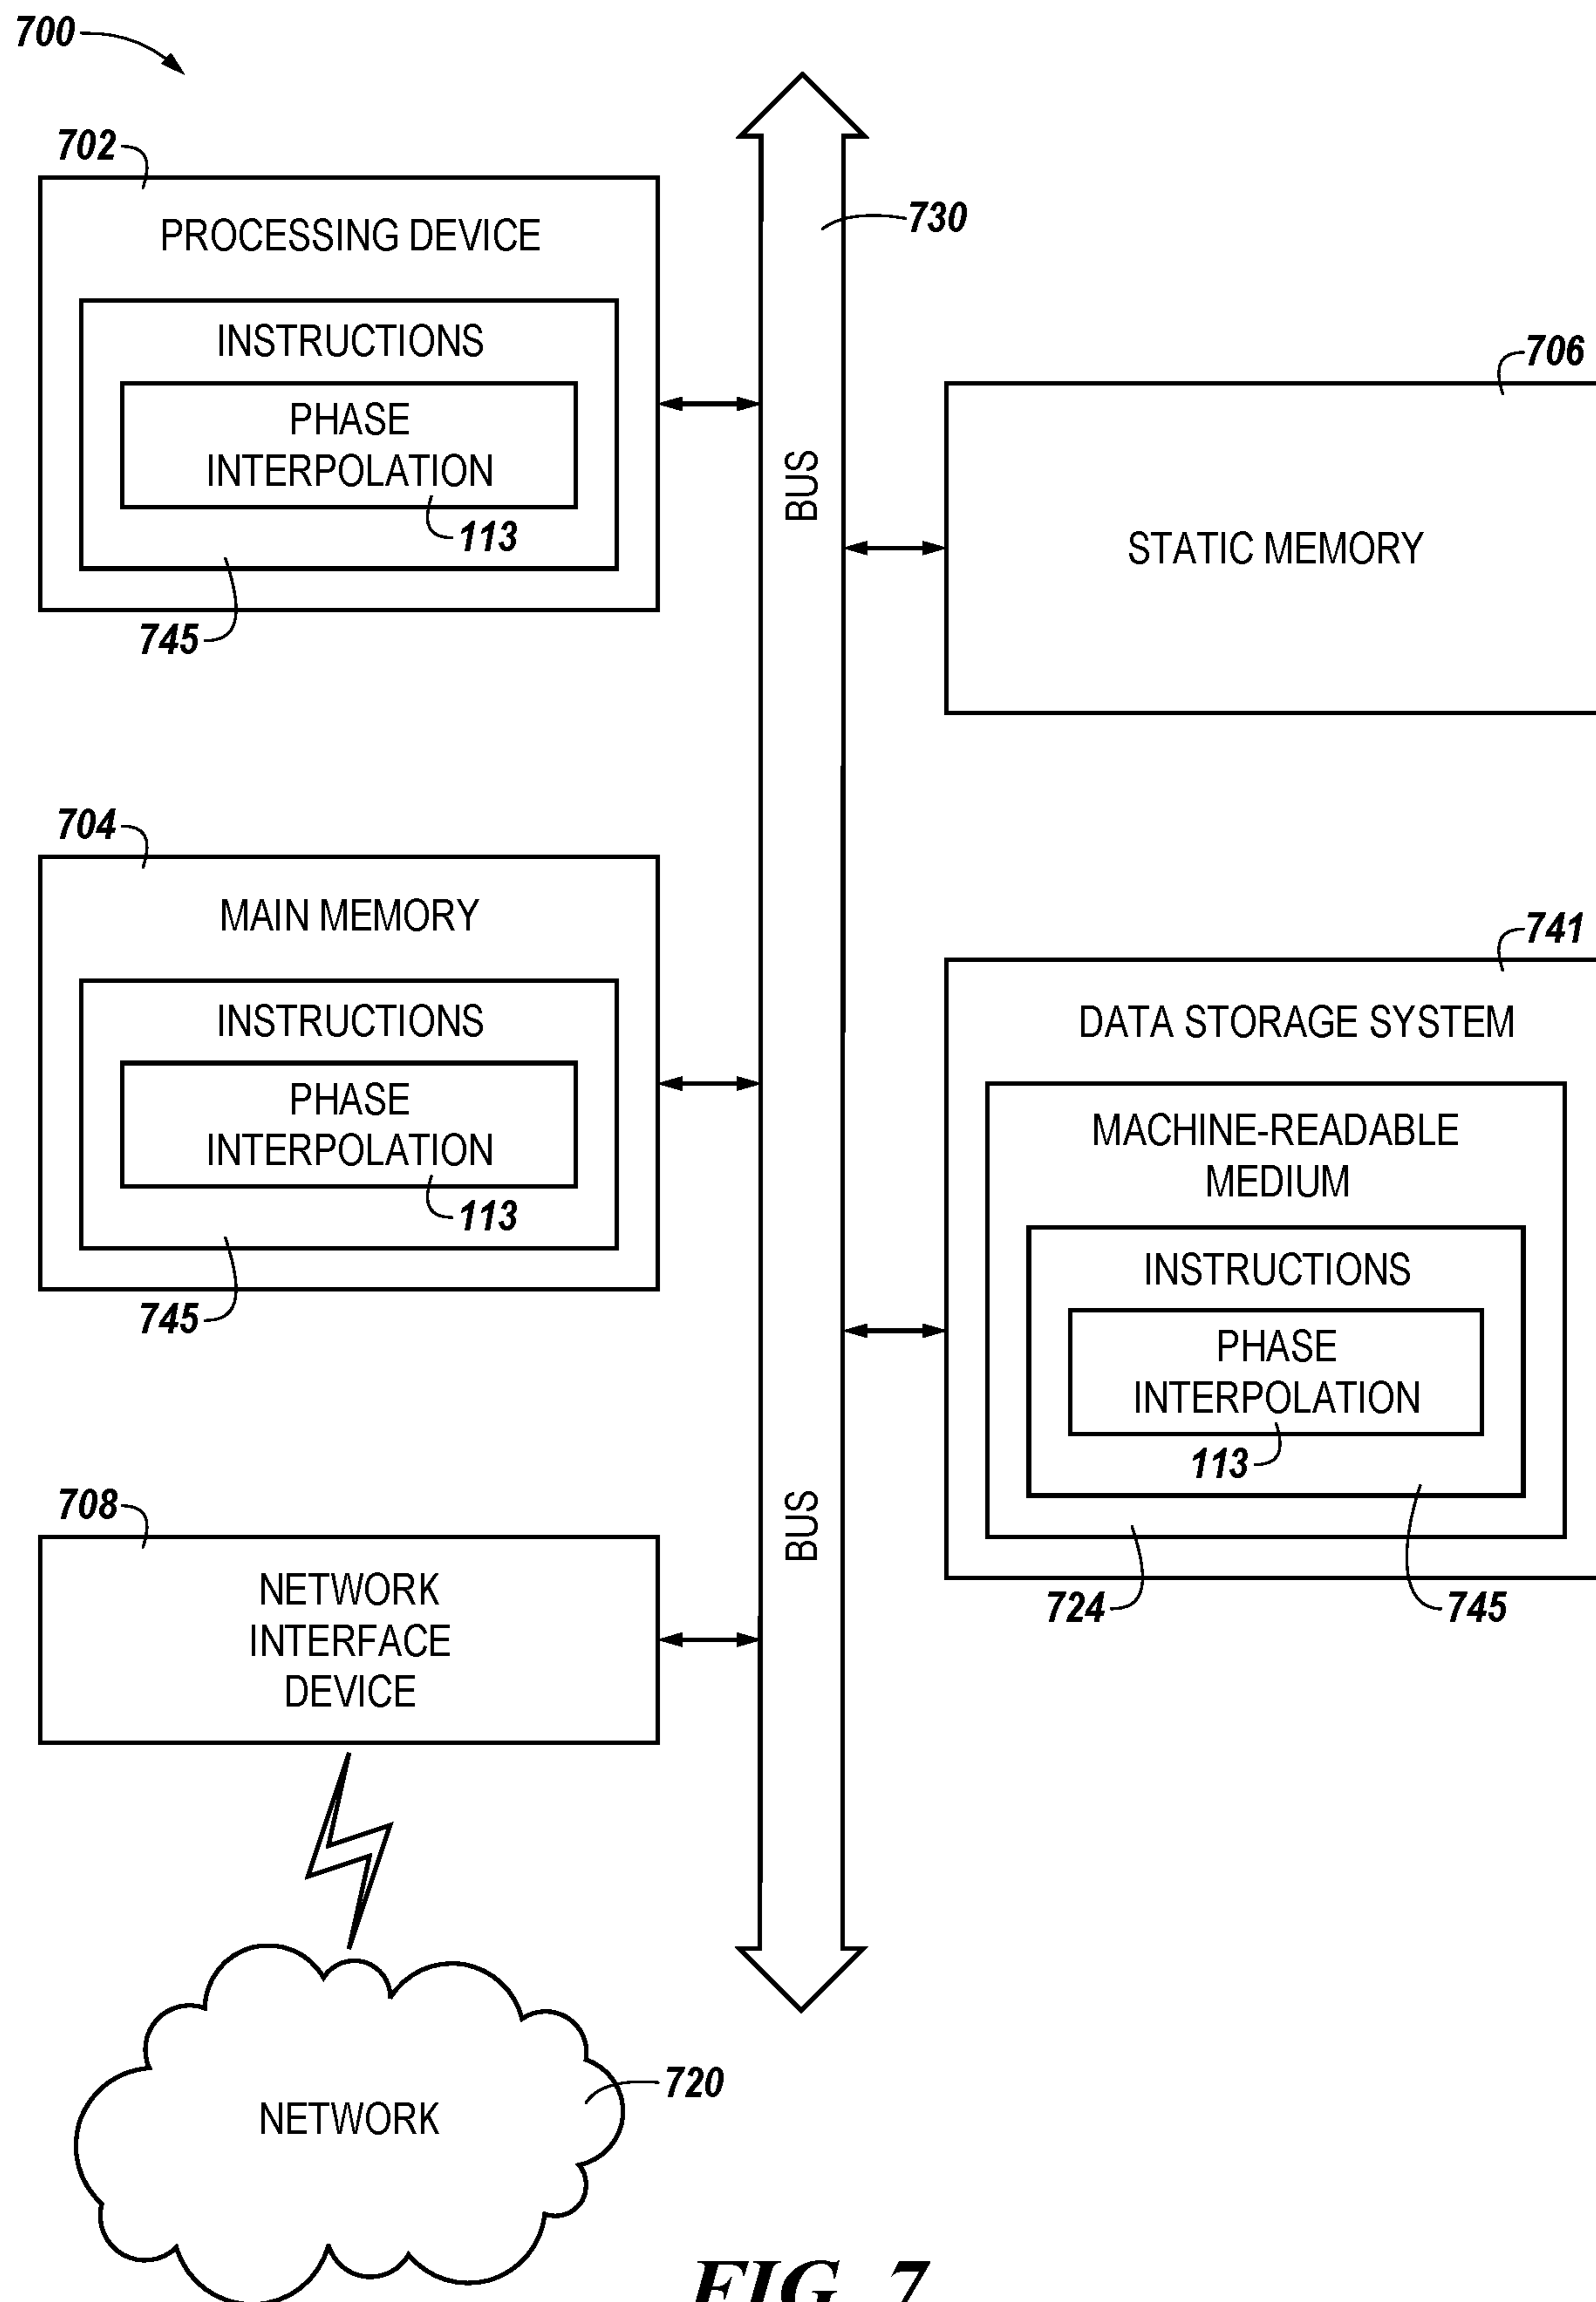 700
702
PROCESSING DEVICE
INSTRUCTIONS
PHASE
INTERPOLATION
113
745
730
BUS
706
STATIC MEMORY
704
MAIN MEMORY
INSTRUCTIONS
PHASE
INTERPOLATION
113
745
741
DATA STORAGE SYSTEM
MACHINE-READABLE
MEDIUM
INSTRUCTIONS
PHASE
INTERPOLATION
113
724
745
BUS
708
NETWORK
INTERFACE
DEVICE
720
NETWORK
FIG. 7